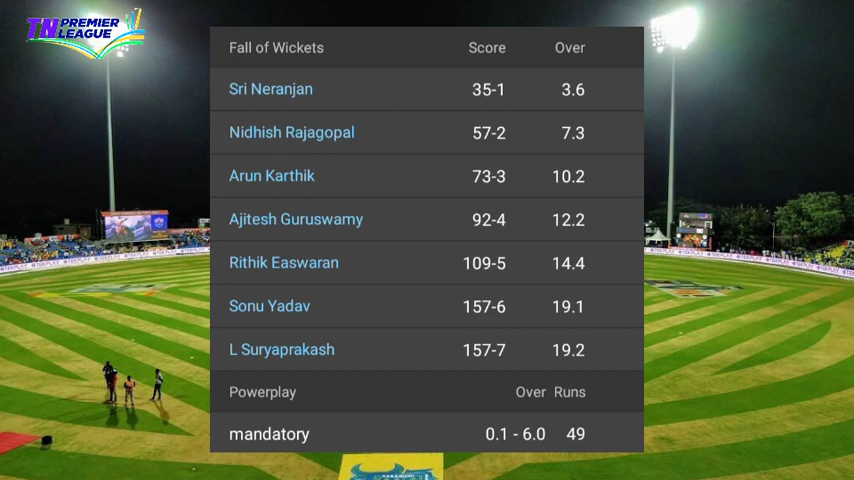 TN PREMIER
LEAGUE
Fall of Wickets Score Over
Sri Neranjan 35-1 3.6
Nidhish Rajagopal 57-2 7.3
Arun Karthik 73-3 10.2
Ajitesh Guruswamy 92-4 12.2
Rithik Easwaran 109-5 14.4
Sonu Yadav 157-6 19.1
L Suryaprakash 157-7 19.2
Powerplay Over Runs
mandatory 0.1 - 6.0 49